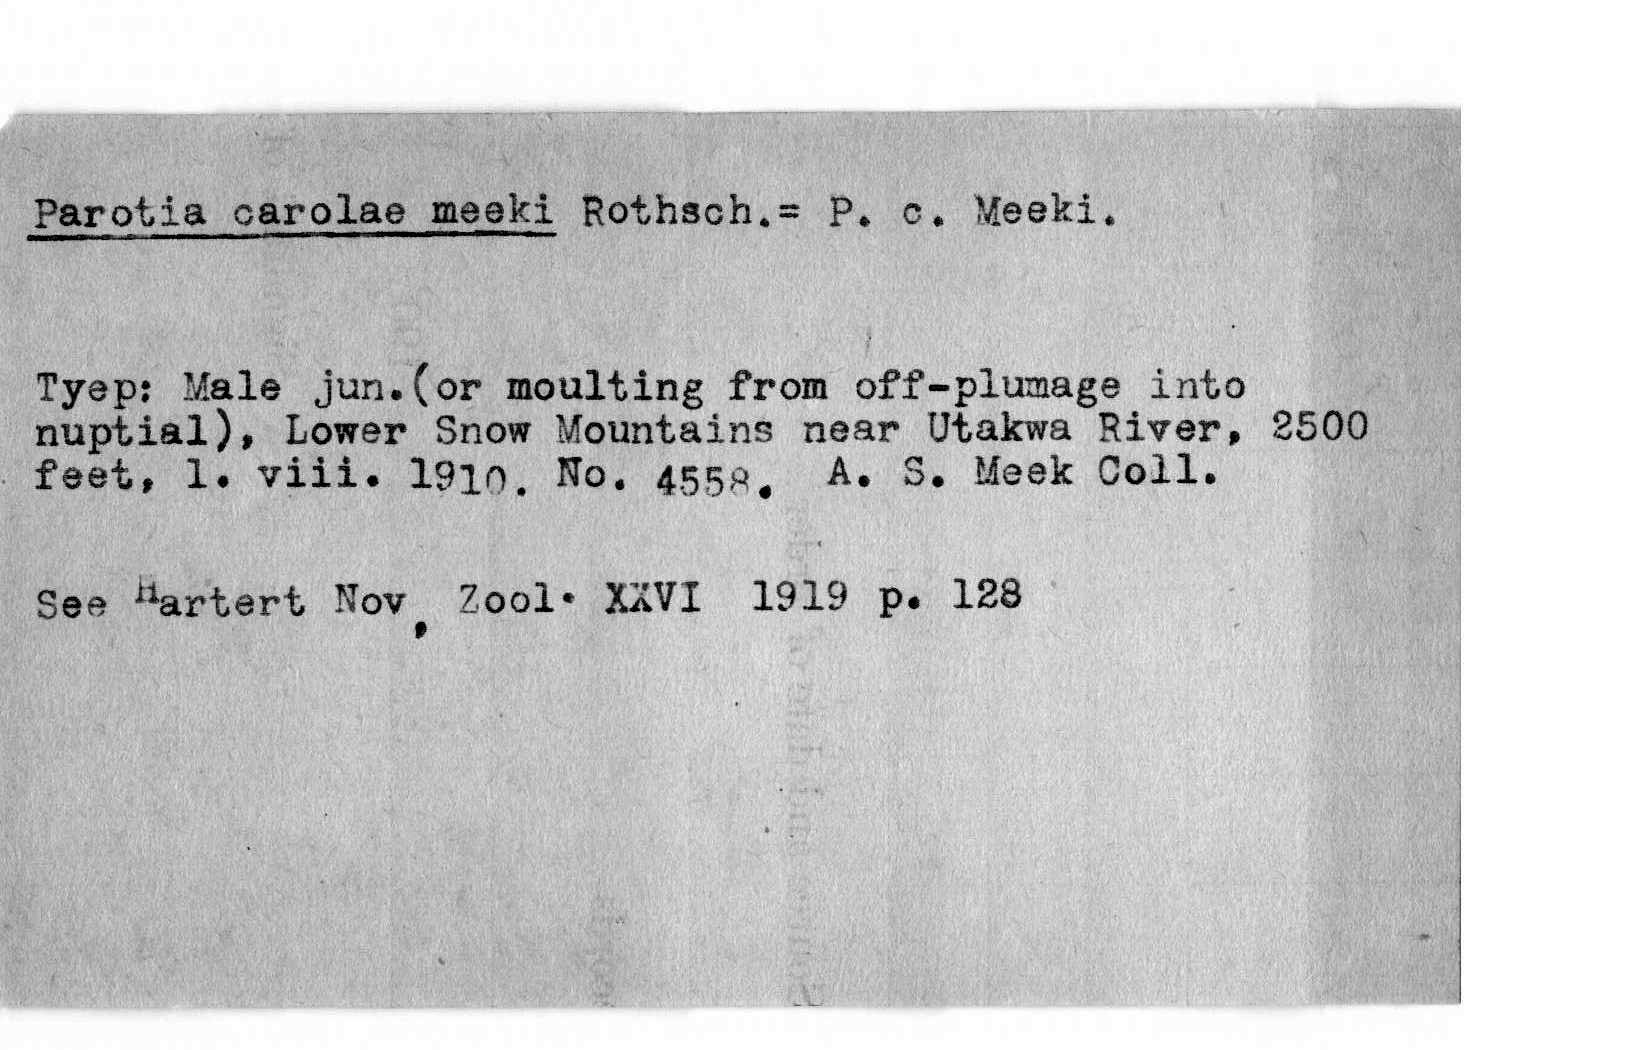 Parotia carolae meeki Rothsch.= P. c. Meeki.
Tyep: Male jun.(or moulting from off-plumage into
nuptial), Lower Snow Mountains near Utakwa River, 2500
feet, 1. viii. 1910. No. 4558. A. S. Meek Coll.
See Hartert Nov, Zool. XXVI 1919 p. 128